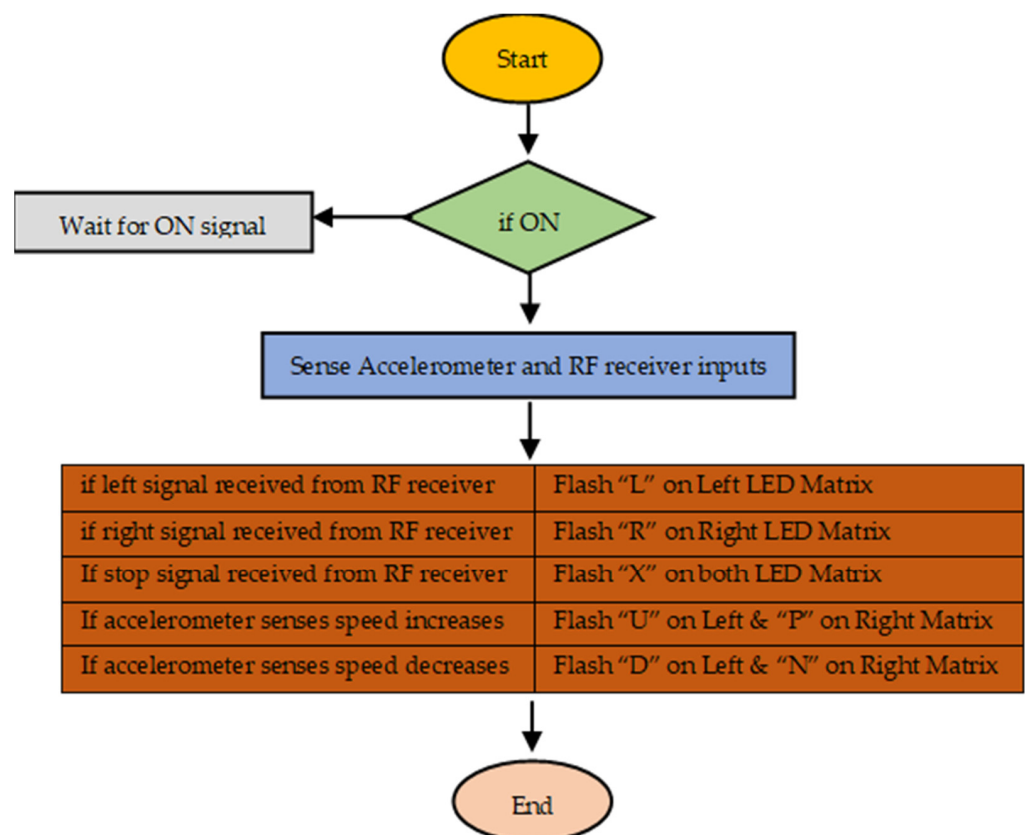 Start
if ON
Wait for ON signal
Sense Accelerometer and RF receiver inputs
if left signal received from RF receiver
Flash “L” on Left LED Matrix
if right signal received from RF receiver
Flash “R” on Right LED Matrix
If stop signal received from RF receiver
Flash “X” on both LED Matrix
If accelerometer senses speed increases
Flash “U” on Left & “P” on Right Matrix
If accelerometer senses speed decreases
Flash “D” on Left & “N” on Right Matrix
End